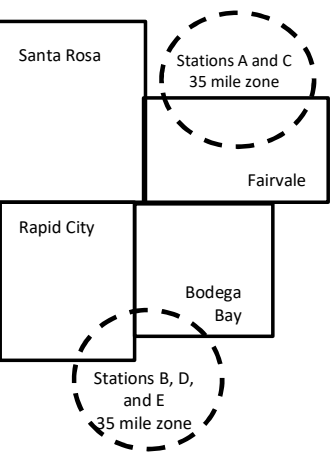 Santa Rosa
Stations A and C
35 mile zone
Fairvale
Rapid City
Bodega
Bay
Stations B, D,
and E
35 mile zone